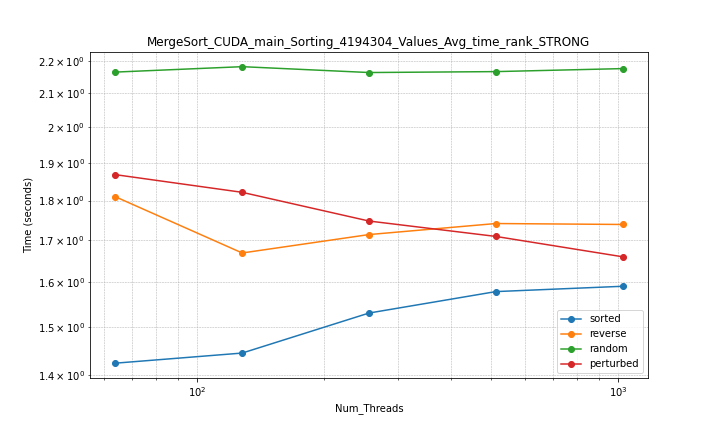 MergeSort_CUDA_main_Sorting_4194304_Values_Avg_time_rank_STRONG
Time (seconds)
2.2 × 10⁰
2.1 × 10⁰
2 × 10⁰
1.9 × 10⁰
1.8 × 10⁰
1.7 × 10⁰
1.6 × 10⁰
1.5 × 10⁰
1.4 × 10⁰
sorted
reverse
random
perturbed
10² 10³
Num_Threads